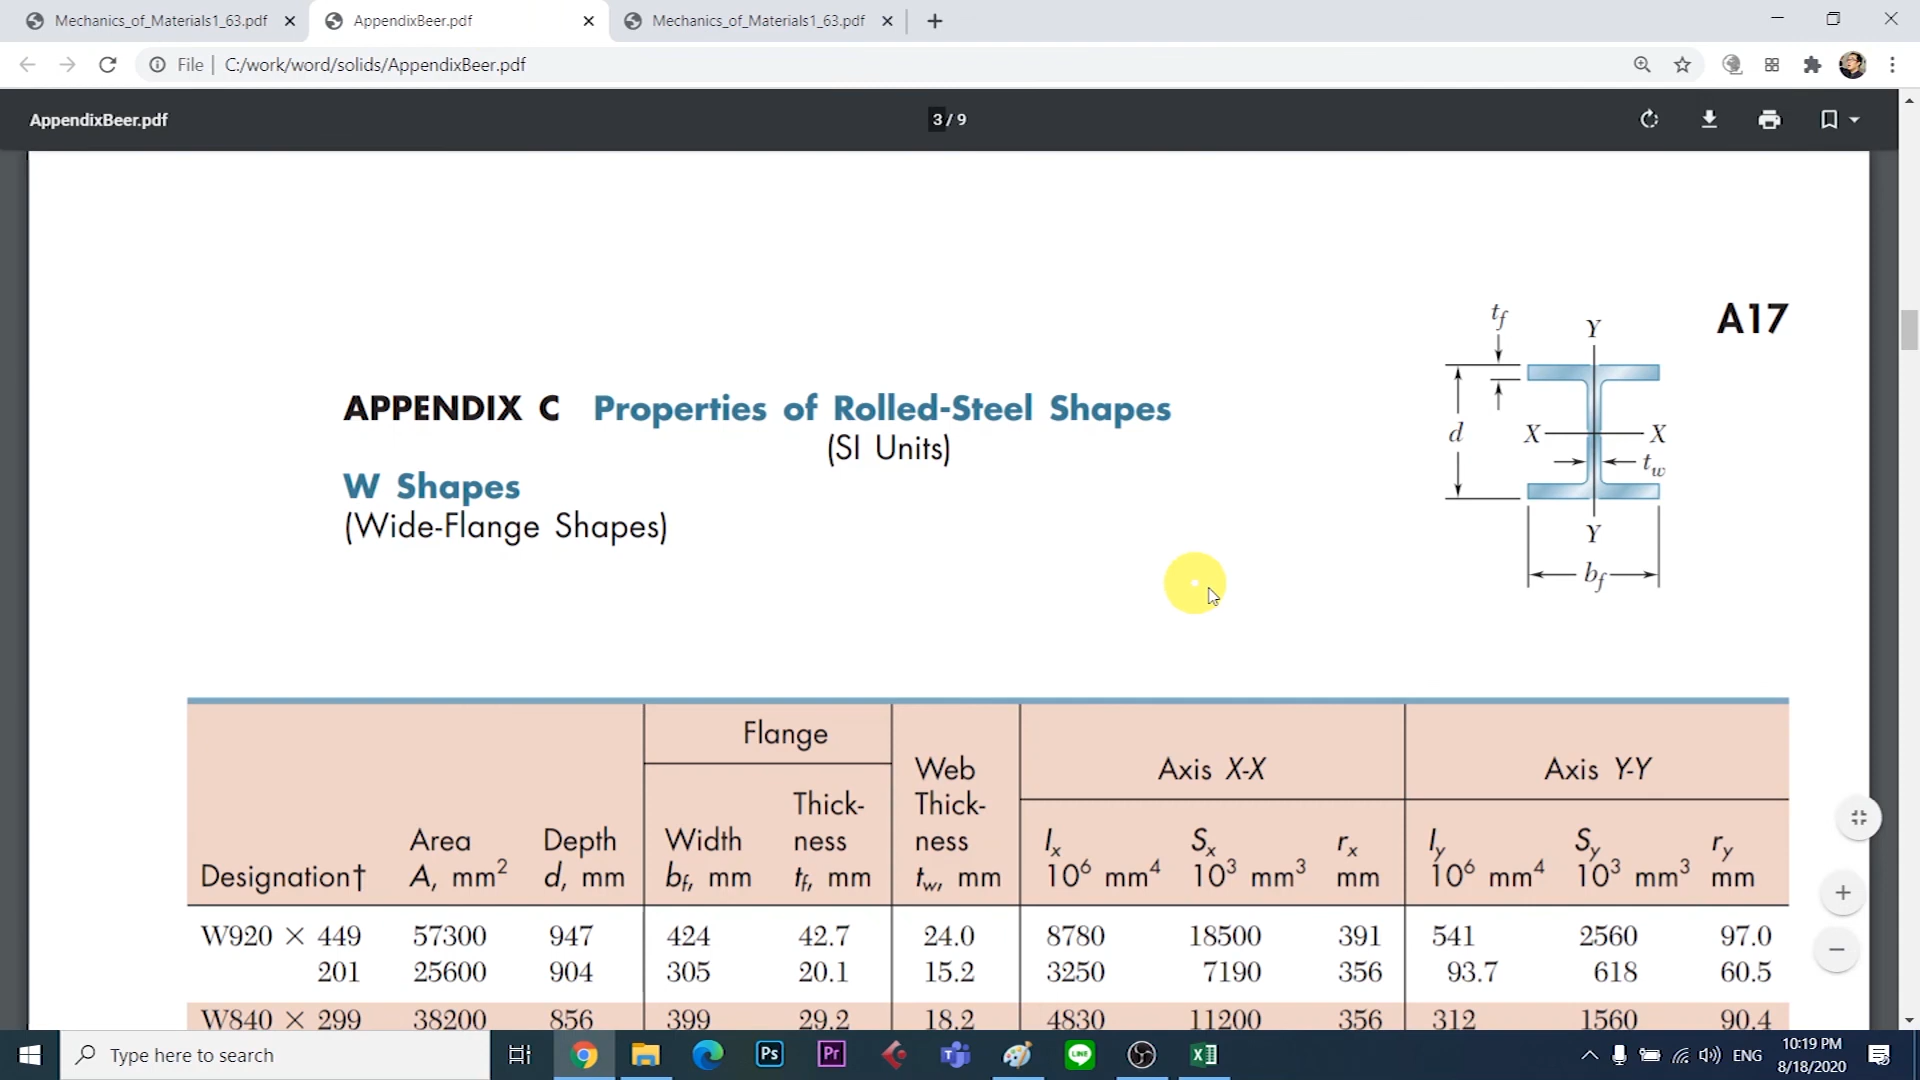 Mechanics_of_Materials1_63.pdf
AppendixBeer.pdf
Mechanics_of_Materials1_63.pdf
File
C:/work/word/solids/AppendixBeer.pdf
AppendixBeer.pdf
3 / 9
A17
APPENDIX C Properties of Rolled-Steel Shapes
(SI Units)
W Shapes
(Wide-Flange Shapes)
tf
Y
d
X X
tw
Y
bf
Flange
Web Thick-ness tw, mm
Axis X-X
Axis Y-Y
Designation†
Area A, mm²
Depth d, mm
Width bf, mm
Thick-ness tf, mm
Ix 10⁶ mm⁴
Sx 10³ mm³
rx mm
Iy 10⁶ mm⁴
Sy 10³ mm³
ry mm
W920 × 449 57300 947 424 42.7 24.0 8780 18500 391 541 2560 97.0
201 25600 904 305 20.1 15.2 3250 7190 356 93.7 618 60.5
W840 × 299 38200 856 399 29.2 18.2 4830 11200 356 312 1560 90.4
Type here to search
Ps
Pr
LINE
ENG
10:19 PM
8/18/2020